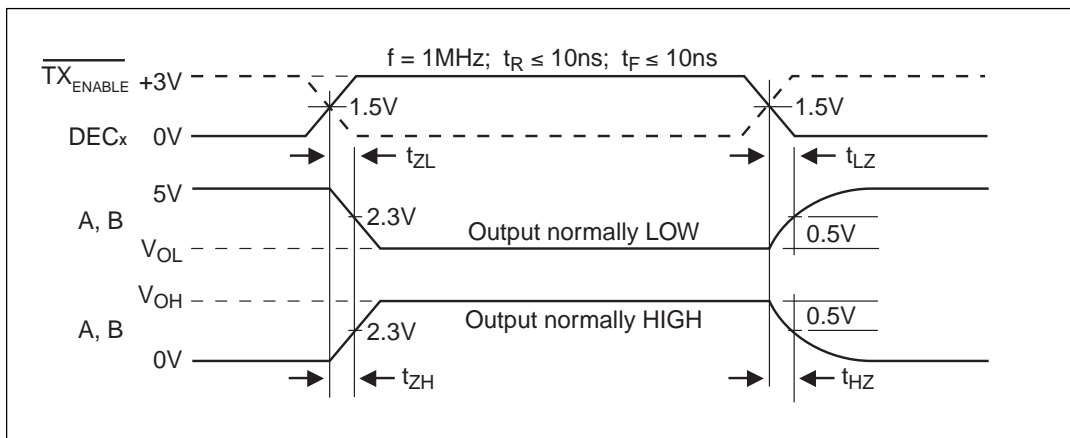 f = 1MHz; tR ≤ 10ns; tF ≤ 10ns
TXENABLE +3V
1.5V
1.5V
DECx 0V
tZL
tLZ
5V
A, B
2.3V
Output normally LOW
0.5V
VOL
VOH
A, B
2.3V
Output normally HIGH
0.5V
0V
tZH
tHZ